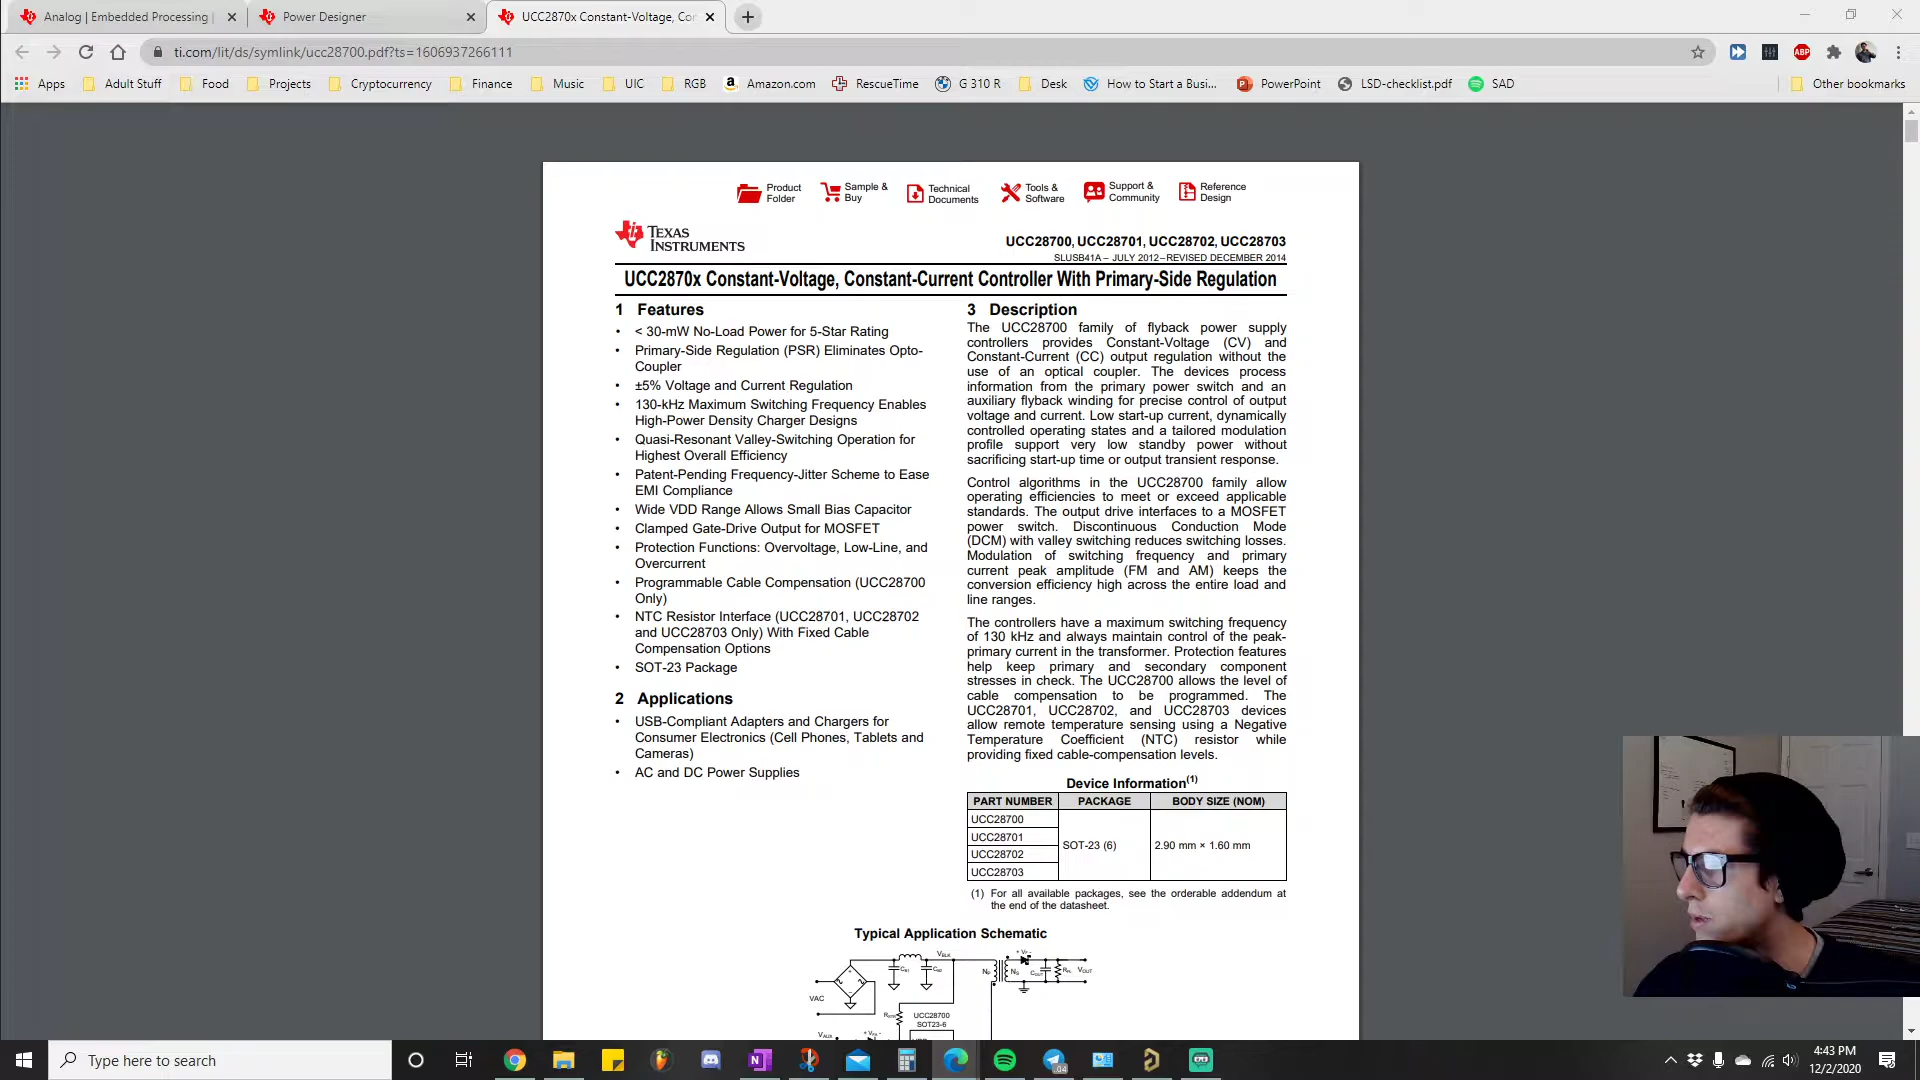 Analog | Embedded Processing |
Power Designer
UCC2870x Constant-Voltage, Con
ti.com/lit/ds/symlink/ucc28700.pdf?ts=1606937266111
ABP
Apps
Adult Stuff
Food
Projects
Cryptocurrency
Finance
Music
UIC
RGB
Amazon.com
RescueTime
G 310 R
Desk
How to Start a Busi...
PowerPoint
LSD-checklist.pdf
SAD
Other bookmarks
Product
Folder
Sample &
Buy
Technical
Documents
Tools &
Software
Support &
Community
Reference
Design
TEXAS
INSTRUMENTS
UCC28700, UCC28701, UCC28702, UCC28703
SLUSB41A – JULY 2012–REVISED DECEMBER 2014
UCC2870x Constant-Voltage, Constant-Current Controller With Primary-Side Regulation
1 Features
• < 30-mW No-Load Power for 5-Star Rating
• Primary-Side Regulation (PSR) Eliminates Opto-
Coupler
• ±5% Voltage and Current Regulation
• 130-kHz Maximum Switching Frequency Enables
High-Power Density Charger Designs
• Quasi-Resonant Valley-Switching Operation for
Highest Overall Efficiency
• Patent-Pending Frequency-Jitter Scheme to Ease
EMI Compliance
• Wide VDD Range Allows Small Bias Capacitor
• Clamped Gate-Drive Output for MOSFET
• Protection Functions: Overvoltage, Low-Line, and
Overcurrent
• Programmable Cable Compensation (UCC28700
Only)
• NTC Resistor Interface (UCC28701, UCC28702
and UCC28703 Only) With Fixed Cable
Compensation Options
• SOT-23 Package
2 Applications
• USB-Compliant Adapters and Chargers for
Consumer Electronics (Cell Phones, Tablets and
Cameras)
• AC and DC Power Supplies
3 Description
The UCC28700 family of flyback power supply
controllers provides Constant-Voltage (CV) and
Constant-Current (CC) output regulation without the
use of an optical coupler. The devices process
information from the primary power switch and an
auxiliary flyback winding for precise control of output
voltage and current. Low start-up current, dynamically
controlled operating states and a tailored modulation
profile support very low standby power without
sacrificing start-up time or output transient response.
Control algorithms in the UCC28700 family allow
operating efficiencies to meet or exceed applicable
standards. The output drive interfaces to a MOSFET
power switch. Discontinuous Conduction Mode
(DCM) with valley switching reduces switching losses.
Modulation of switching frequency and primary
current peak amplitude (FM and AM) keeps the
conversion efficiency high across the entire load and
line ranges.
The controllers have a maximum switching frequency
of 130 kHz and always maintain control of the peak-
primary current in the transformer. Protection features
help keep primary and secondary component
stresses in check. The UCC28700 allows the level of
cable compensation to be programmed. The
UCC28701, UCC28702, and UCC28703 devices
allow remote temperature sensing using a Negative
Temperature Coefficient (NTC) resistor while
providing fixed cable-compensation levels.
Device Information(1)
PART NUMBER PACKAGE BODY SIZE (NOM)
UCC28700
UCC28701
SOT-23 (6) 2.90 mm × 1.60 mm
UCC28702
UCC28703
(1) For all available packages, see the orderable addendum at
the end of the datasheet.
Typical Application Schematic
VBLK
NP
NS
COUT
VOUT
VAC
UCC28700
SOT23-6
VAUX
Type here to search
4:43 PM
12/2/2020